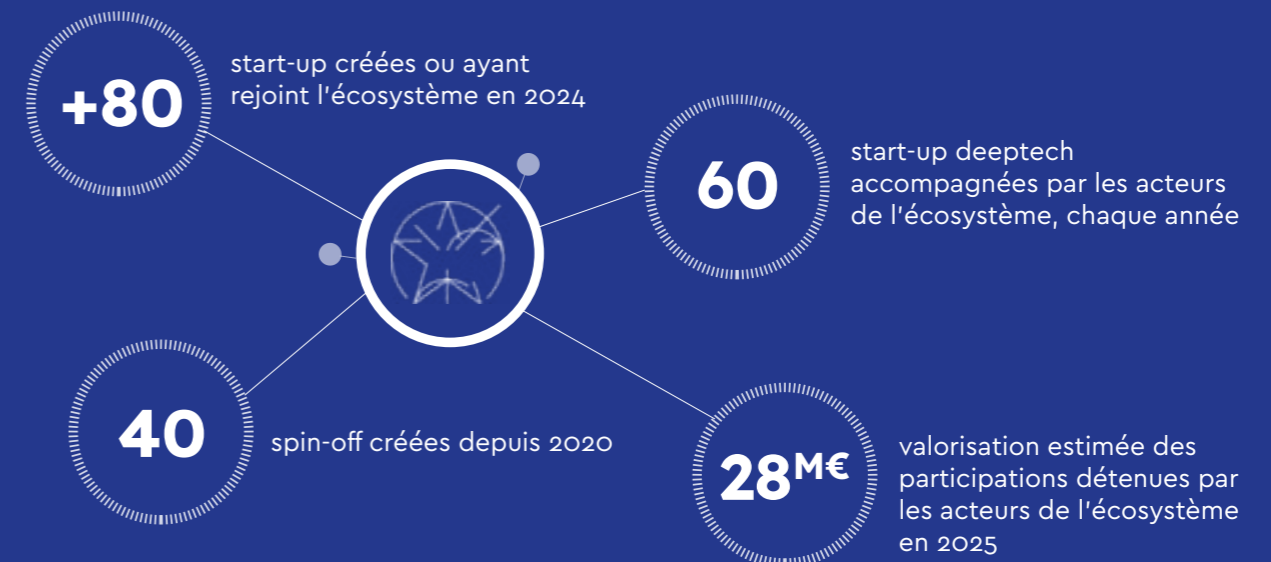 +80
start-up créées ou ayant
rejoint l'écosystème en 2024
60
start-up deeptech
accompagnées par les acteurs
de l'écosystème, chaque année
40
spin-off créées depuis 2020
28M€
valorisation estimée des
participations détenues par
les acteurs de l'écosystème
en 2025